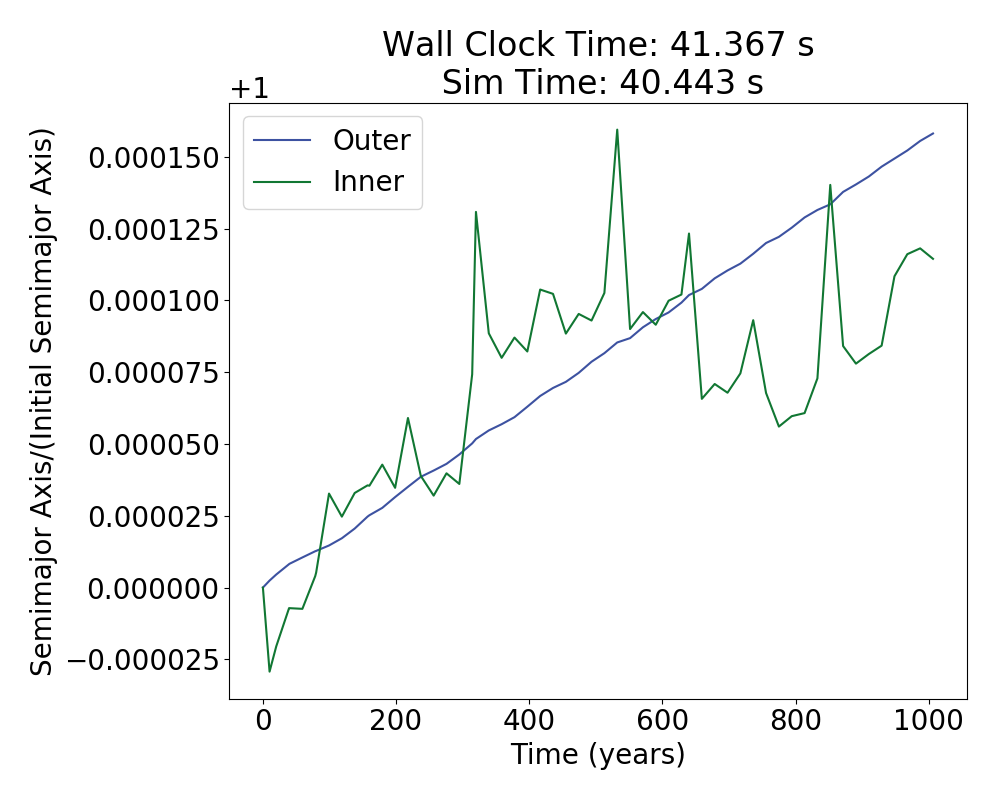 Wall Clock Time: 41.367 s
Sim Time: 40.443 s
+1
Outer
Inner
0.000150
0.000125
0.000100
0.000075
0.000050
0.000025
0.000000
−0.000025
Semimajor Axis/(Initial Semimajor Axis)
0 200 400 600 800 1000
Time (years)